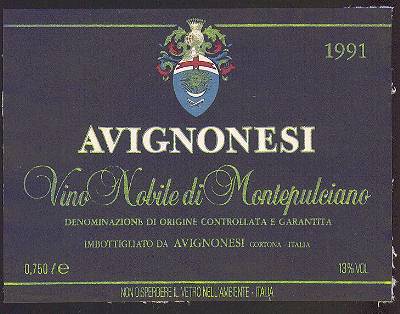 1991
AVIGNONESI
Vino Nobile di Montepulciano
DENOMINAZIONE DI ORIGINE CONTROLLATA E GARANTITA
IMBOTTIGLIATO DA AVIGNONESI CORTONA - ITALIA
0,750 l e 13% VOL
NON DISPERDERE IL VETRO NELL'AMBIENTE - ITALIA